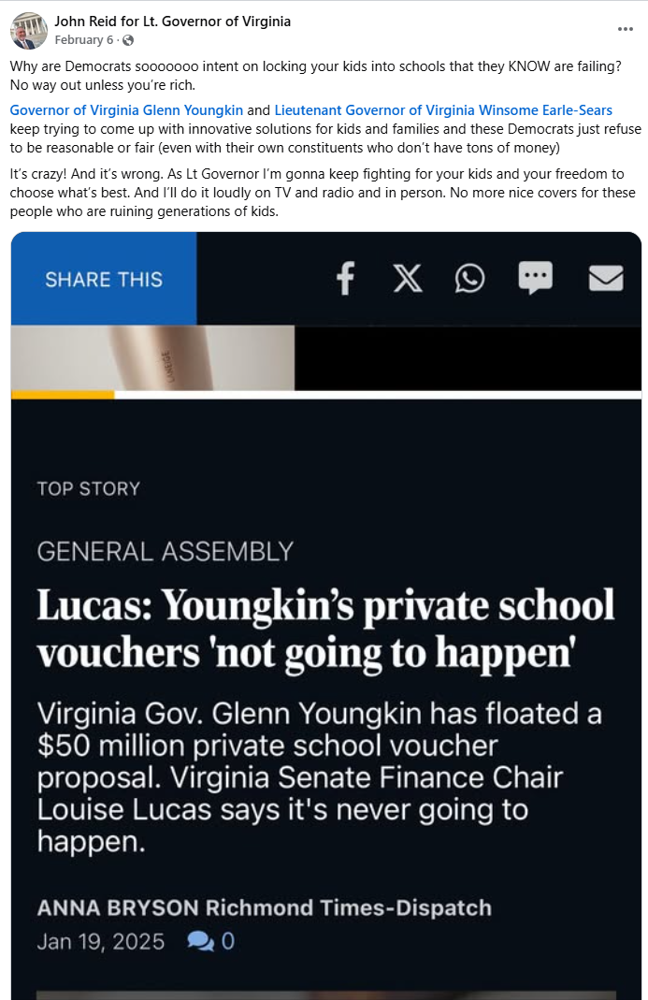 John Reid for Lt. Governor of Virginia
February 6 ·
Why are Democrats sooooooo intent on locking your kids into schools that they KNOW are failing?
No way out unless you're rich.
Governor of Virginia Glenn Youngkin and Lieutenant Governor of Virginia Winsome Earle-Sears
keep trying to come up with innovative solutions for kids and families and these Democrats just refuse
to be reasonable or fair (even with their own constituents who don't have tons of money)
It's crazy! And it's wrong. As Lt Governor I'm gonna keep fighting for your kids and your freedom to
choose what's best. And I'll do it loudly on TV and radio and in person. No more nice covers for these
people who are ruining generations of kids.
SHARE THIS
LANEIGE
TOP STORY
GENERAL ASSEMBLY
Lucas: Youngkin's private school
vouchers 'not going to happen'
Virginia Gov. Glenn Youngkin has floated a
$50 million private school voucher
proposal. Virginia Senate Finance Chair
Louise Lucas says it's never going to
happen.
ANNA BRYSON Richmond Times-Dispatch
Jan 19, 2025 0